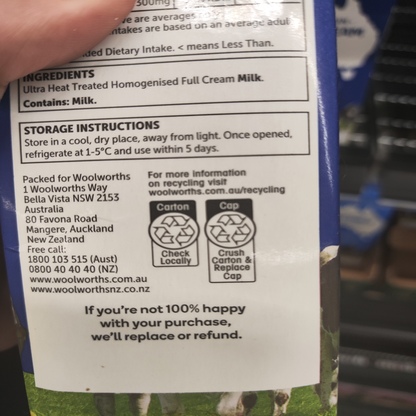 300mg
are averages
intakes are based on an average adul
Dietary Intake. < means Less Than.
INGREDIENTS
Ultra Heat Treated Homogenised Full Cream Milk.
Contains: Milk.
STORAGE INSTRUCTIONS
Store in a cool, dry place, away from light. Once opened,
refrigerate at 1-5°C and use within 5 days.
Packed for Woolworths
1 Woolworths Way
Bella Vista NSW 2153
Australia
80 Favona Road
Mangere, Auckland
New Zealand
Free call:
1800 103 515 (Aust)
0800 40 40 40 (NZ)
www.woolworths.com.au
www.woolworthsnz.co.nz
For more information
on recycling visit
woolworths.com.au/recycling
Carton
Check
Locally
Cap
Crush
Carton &
Replace
Cap
If you're not 100% happy
with your purchase,
we'll replace or refund.